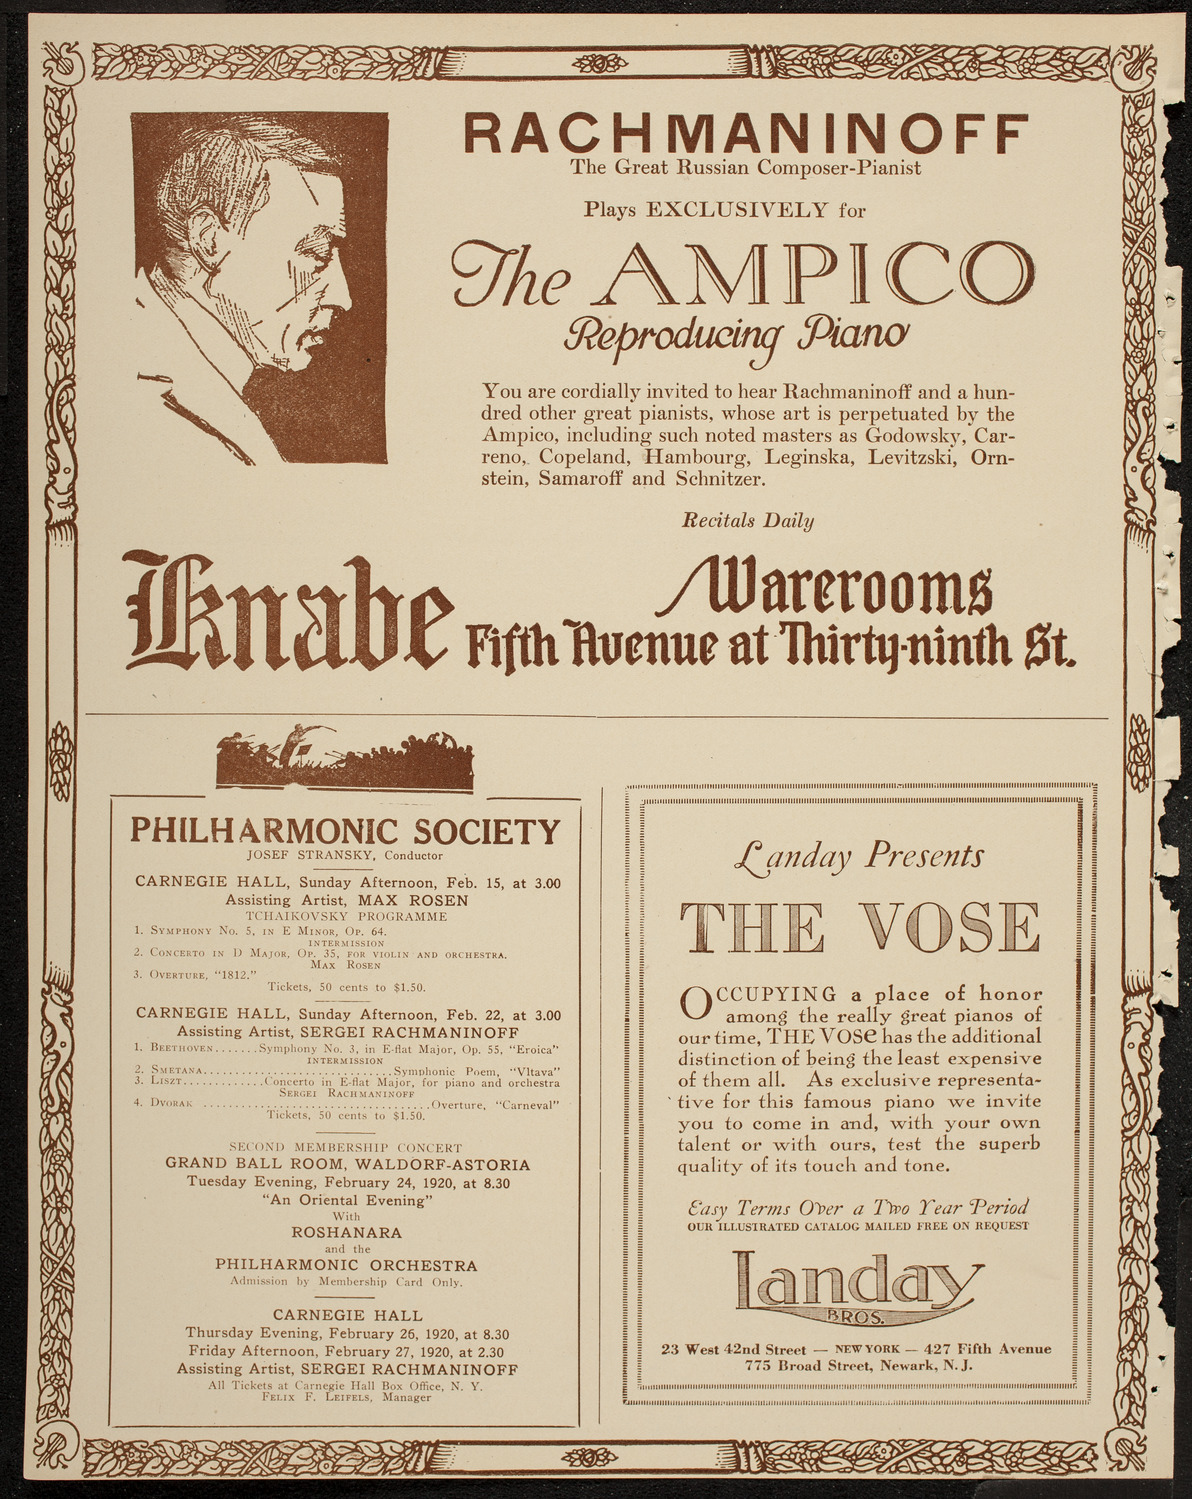 RACHMANINOFF
The Great Russian Composer-Pianist
Plays EXCLUSIVELY for
The AMPICO
Reproducing Piano
You are cordially invited to hear Rachmaninoff and a hun-
dred other great pianists, whose art is perpetuated by the
Ampico, including such noted masters as Godowsky, Car-
reno, Copeland, Hambourg, Leginska, Levitzski, Orn-
stein, Samaroff and Schnitzer.
Recitals Daily
Knabe Warerooms
Fifth Avenue at Thirty-ninth St.
PHILHARMONIC SOCIETY
JOSEF STRANSKY, Conductor
CARNEGIE HALL, Sunday Afternoon, Feb. 15, at 3.00
Assisting Artist, MAX ROSEN
TCHAIKOVSKY PROGRAMME
1. SYMPHONY NO. 5, IN E MINOR, OP. 64.
INTERMISSION
2. CONCERTO IN D MAJOR, OP. 35, FOR VIOLIN AND ORCHESTRA.
MAX ROSEN
3. OVERTURE, "1812."
Tickets, 50 cents to $1.50.
CARNEGIE HALL, Sunday Afternoon, Feb. 22, at 3.00
Assisting Artist, SERGEI RACHMANINOFF
1. BEETHOVEN.......Symphony No. 3, in E-flat Major, Op. 55, "Eroica"
INTERMISSION
2. SMETANA.............................Symphonic Poem, "Vltava"
3. LISZT.............Concerto in E-flat Major, for piano and orchestra
SERGEI RACHMANINOFF
4. DVORAK ...................................Overture, "Carneval"
Tickets, 50 cents to $1.50.
SECOND MEMBERSHIP CONCERT
GRAND BALL ROOM, WALDORF-ASTORIA
Tuesday Evening, February 24, 1920, at 8.30
"An Oriental Evening"
With
ROSHANARA
and the
PHILHARMONIC ORCHESTRA
Admission by Membership Card Only.
CARNEGIE HALL
Thursday Evening, February 26, 1920, at 8.30
Friday Afternoon, February 27, 1920, at 2.30
Assisting Artist, SERGEI RACHMANINOFF
All Tickets at Carnegie Hall Box Office, N. Y.
FELIX F. LEIFELS, Manager
Landay Presents
THE VOSE
OCCUPYING a place of honor
among the really great pianos of
our time, THE VOSE has the additional
distinction of being the least expensive
of them all. As exclusive representa-
tive for this famous piano we invite
you to come in and, with your own
talent or with ours, test the superb
quality of its touch and tone.
Easy Terms Over a Two Year Period
OUR ILLUSTRATED CATALOG MAILED FREE ON REQUEST
Landay
BROS.
23 West 42nd Street — NEW YORK — 427 Fifth Avenue
775 Broad Street, Newark, N. J.